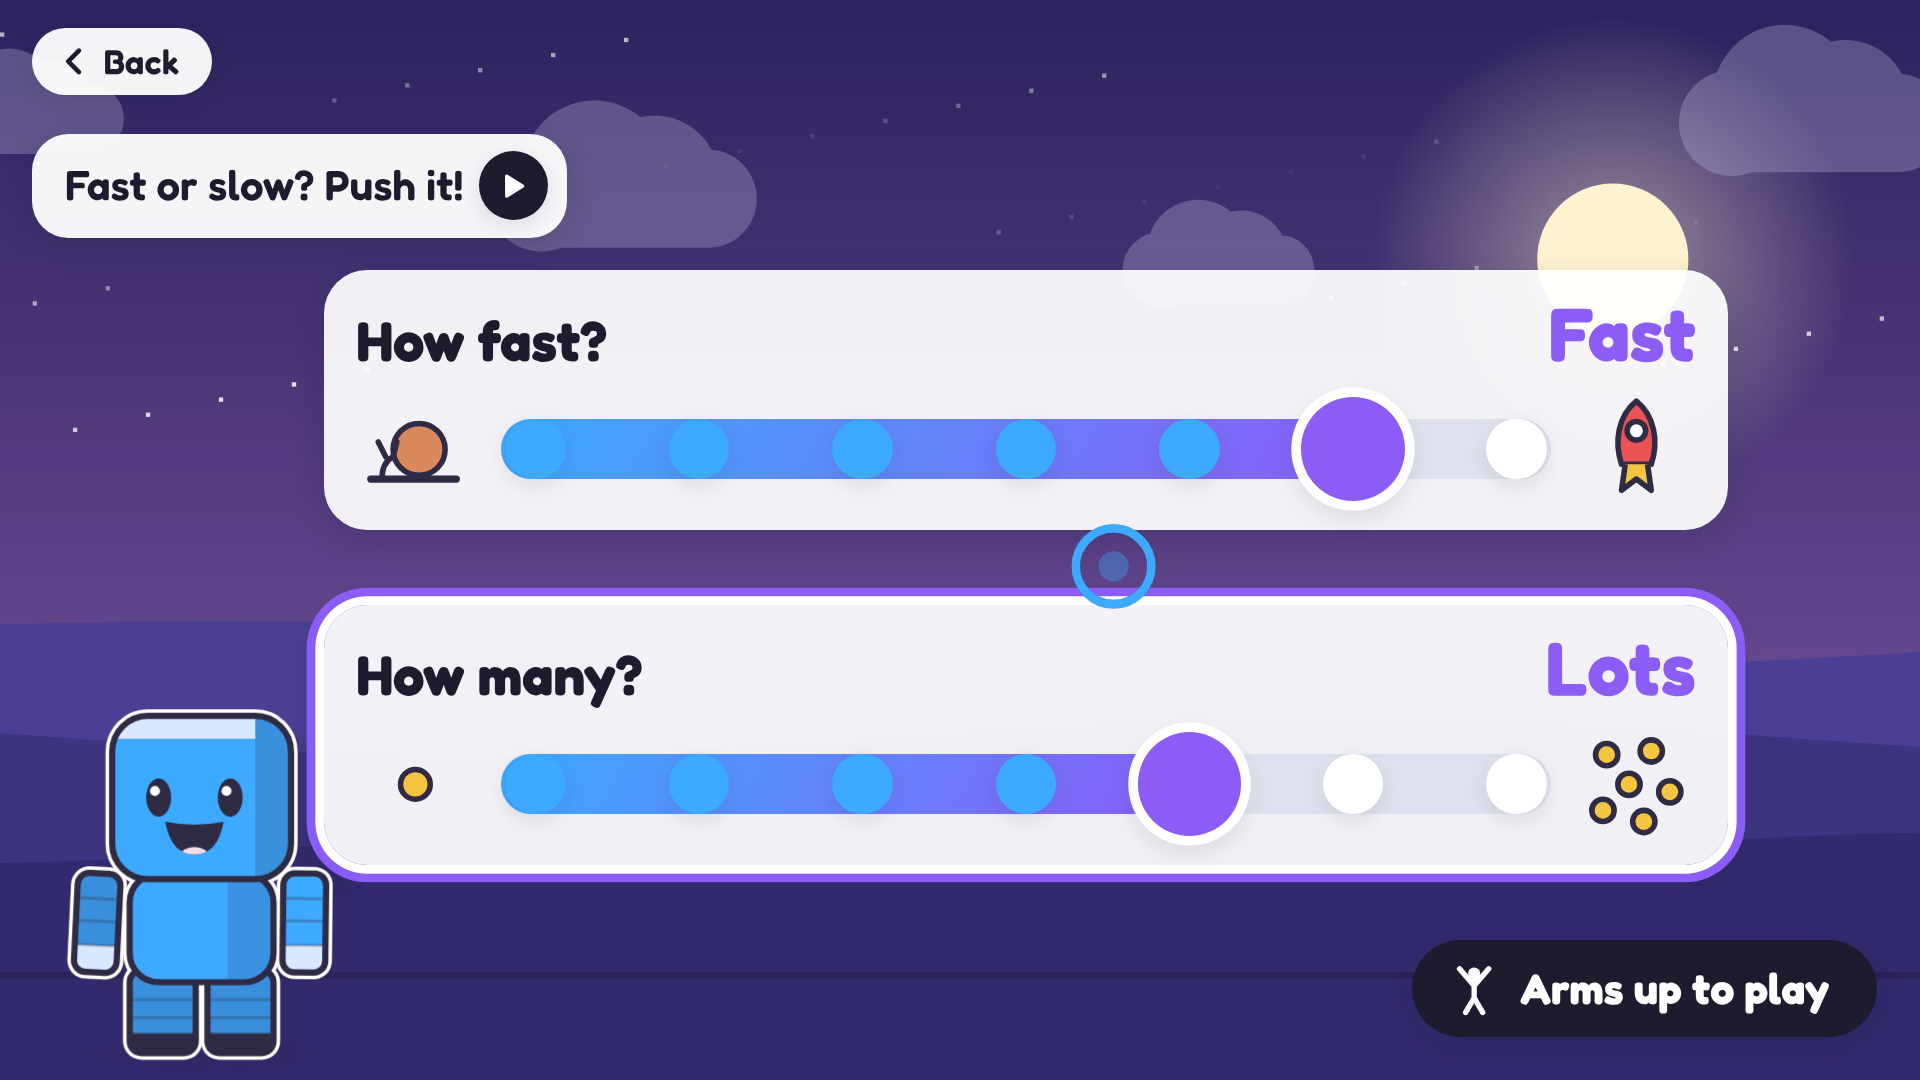 Back
Fast or slow? Push it!
How fast?
Fast
How many?
Lots
Arms up to play